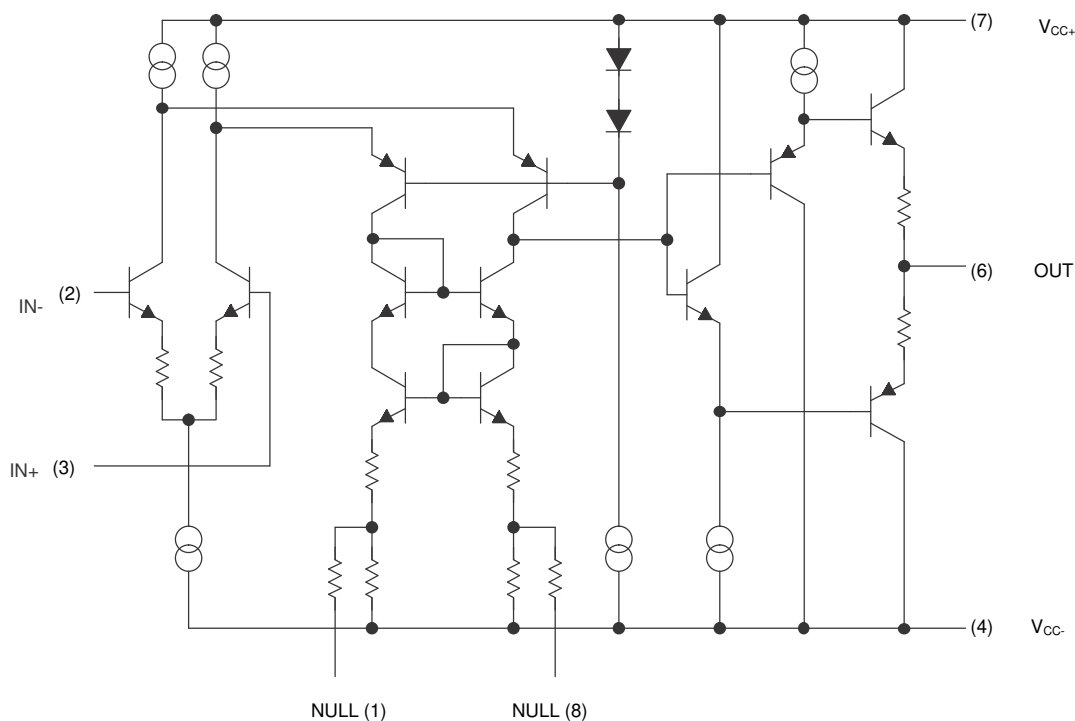 (7) VCC+
(6) OUT
IN- (2)
IN+ (3)
(4) VCC-
NULL (1) NULL (8)